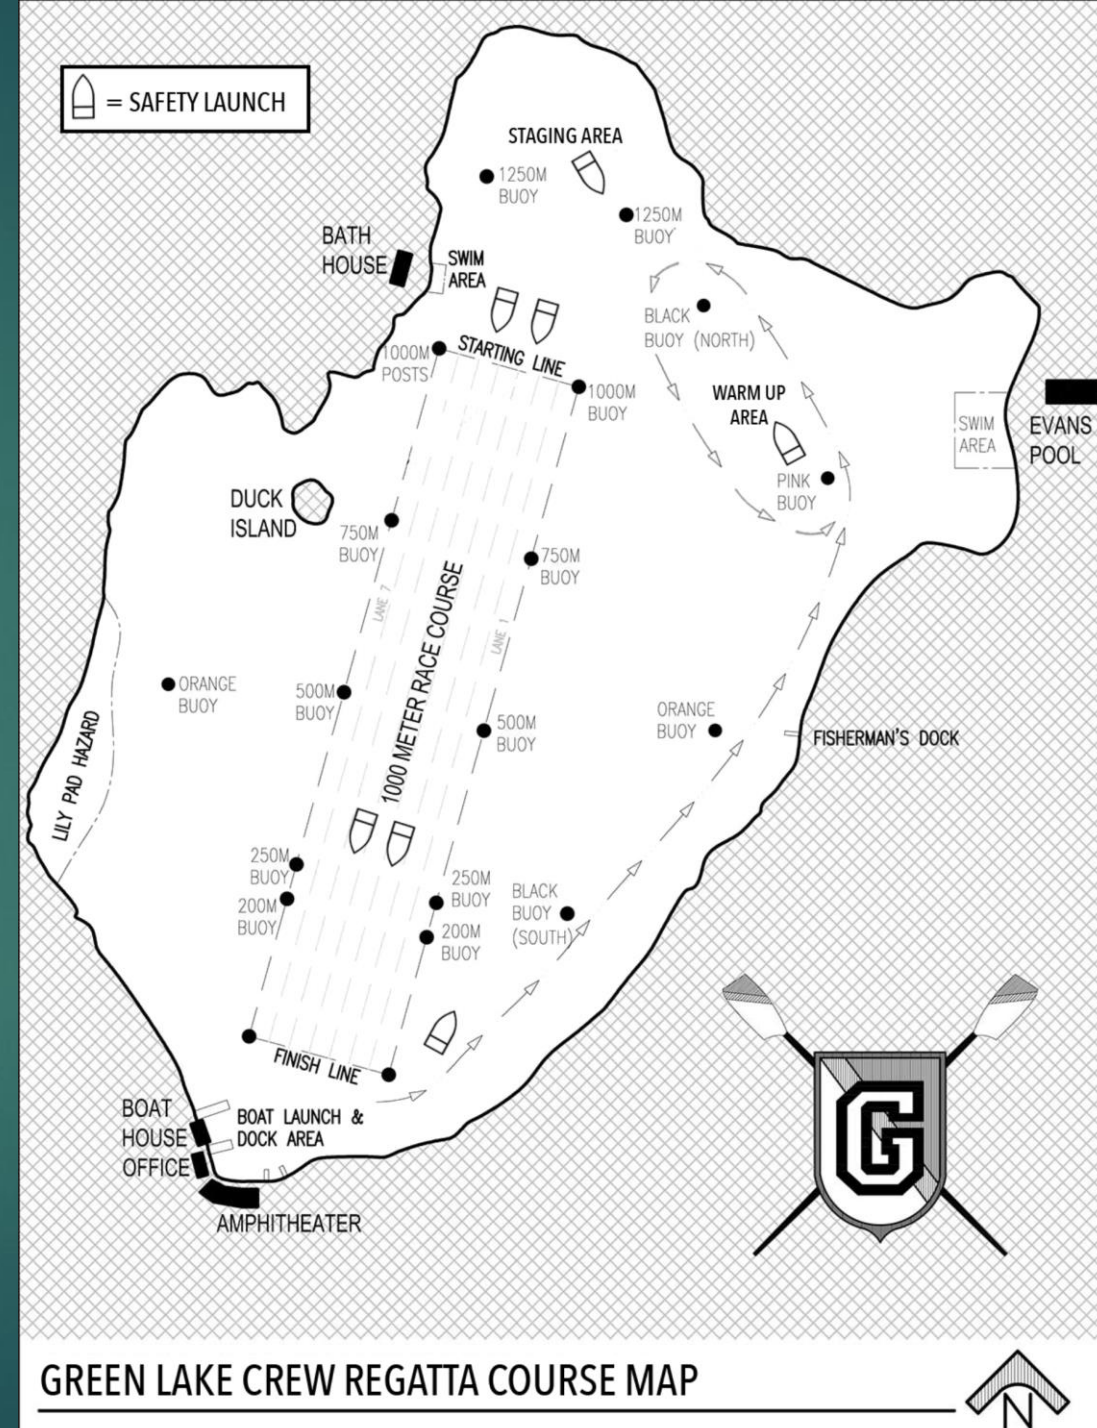 = SAFETY LAUNCH
STAGING AREA
1250M
BUOY
1250M
BUOY
BATH
HOUSE
SWIM
AREA
BLACK
BUOY (NORTH)
1000M
POSTS
STARTING LINE
1000M
BUOY
WARM UP
AREA
SWIM
AREA
EVANS
POOL
PINK
BUOY
DUCK
ISLAND
750M
BUOY
750M
BUOY
LANE 7
LANE 1
1000 METER RACE COURSE
ORANGE
BUOY
500M
BUOY
500M
BUOY
ORANGE
BUOY
FISHERMAN'S DOCK
LILY PAD HAZARD
250M
BUOY
200M
BUOY
250M
BUOY
200M
BUOY
BLACK
BUOY
(SOUTH)
FINISH LINE
BOAT
HOUSE
OFFICE
BOAT LAUNCH &
DOCK AREA
AMPHITHEATER
G
GREEN LAKE CREW REGATTA COURSE MAP
N